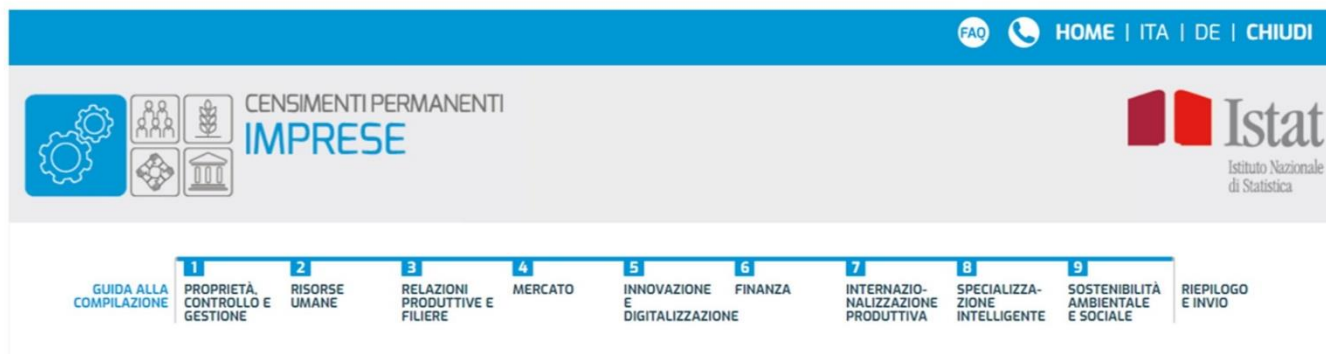 FAQ HOME | ITA | DE | CHIUDI
CENSIMENTI PERMANENTI
IMPRESE
Istat
Istituto Nazionale
di Statistica
GUIDA ALLA
COMPILAZIONE
1
PROPRIETÀ,
CONTROLLO E
GESTIONE
2
RISORSE
UMANE
3
RELAZIONI
PRODUTTIVE E
FILIERE
4
MERCATO
5
INNOVAZIONE
E
DIGITALIZZAZIONE
6
FINANZA
7
INTERNAZIO-
NALIZZAZIONE
PRODUTTIVA
8
SPECIALIZZA-
ZIONE
INTELLIGENTE
9
SOSTENIBILITÀ
AMBIENTALE
E SOCIALE
RIEPILOGO
E INVIO